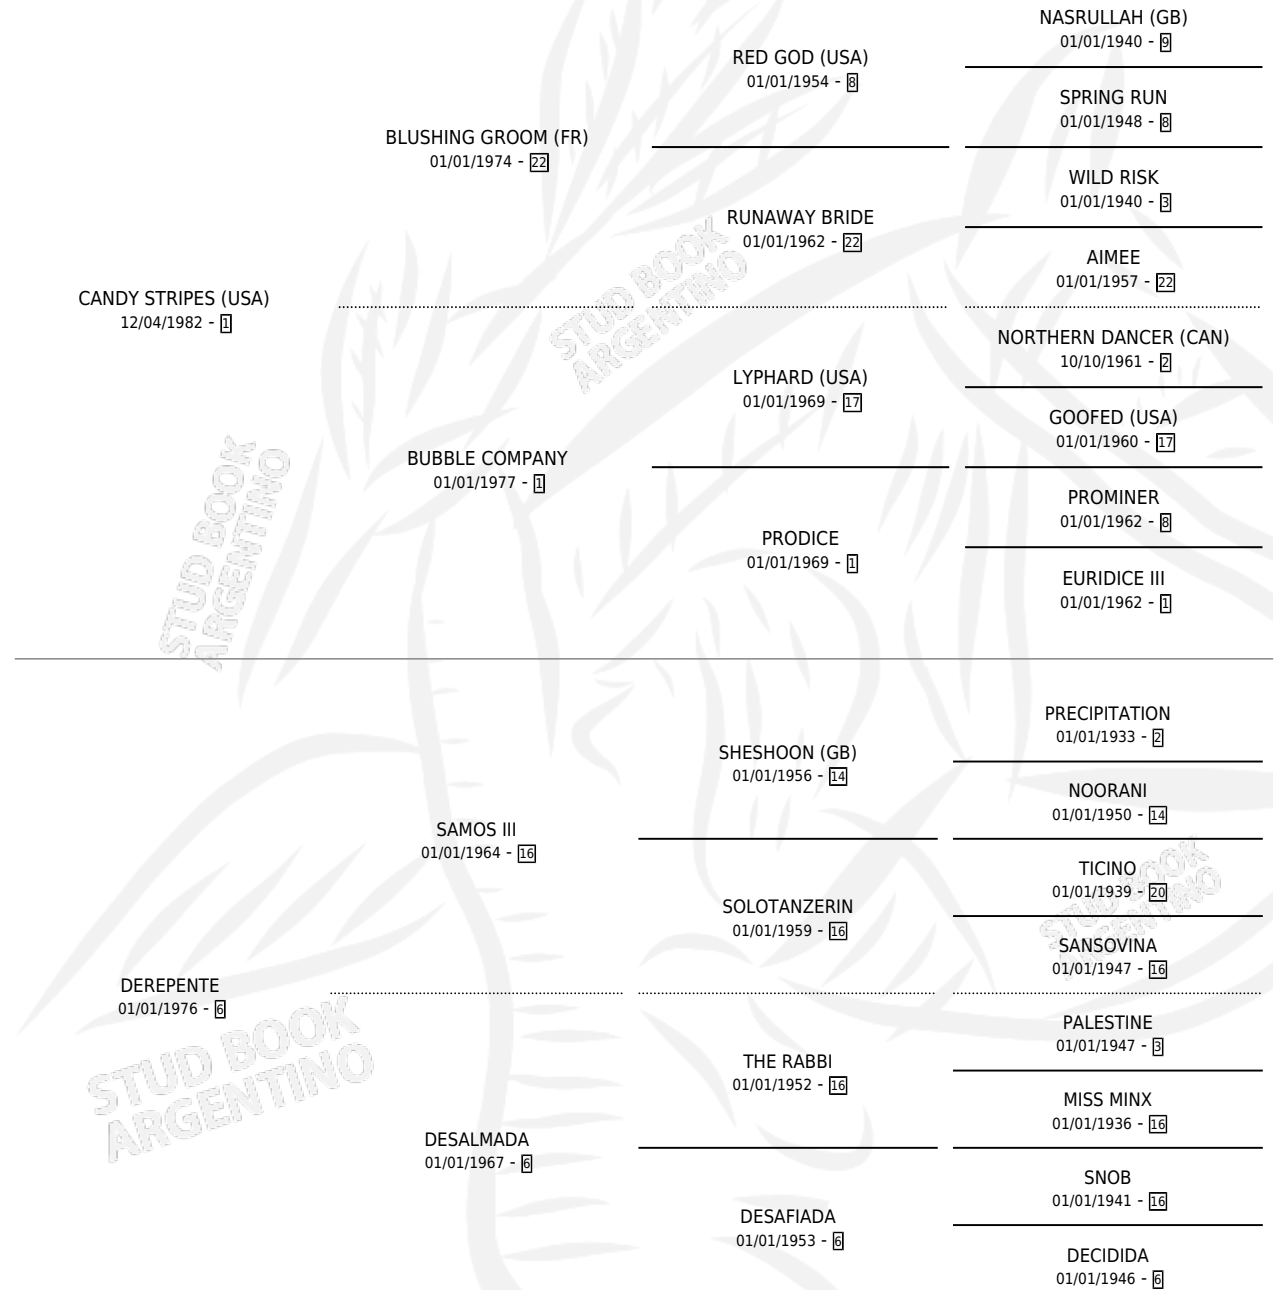 NASRULLAH (GB)
01/01/1940 - 9
RED GOD (USA)
01/01/1954 - 8
SPRING RUN
01/01/1948 - 8
BLUSHING GROOM (FR)
01/01/1974 - 22
WILD RISK
01/01/1940 - 3
RUNAWAY BRIDE
01/01/1962 - 22
AIMEE
01/01/1957 - 22
CANDY STRIPES (USA)
12/04/1982 - 1
STUD BOOK
ARGENTINO
NORTHERN DANCER (CAN)
10/10/1961 - 2
LYPHARD (USA)
01/01/1969 - 17
GOOFED (USA)
01/01/1960 - 17
BUBBLE COMPANY
01/01/1977 - 1
PROMINER
01/01/1962 - 8
PRODICE
01/01/1969 - 1
EURIDICE III
01/01/1962 - 1
STUD BOOK
ARGENTINO
PRECIPITATION
01/01/1933 - 2
SHESHOON (GB)
01/01/1956 - 14
NOORANI
01/01/1950 - 14
SAMOS III
01/01/1964 - 16
TICINO
01/01/1939 - 20
SOLOTANZERIN
01/01/1959 - 16
STUD BOOK
ARGENTINO
SANSOVINA
01/01/1947 - 16
DEREPENTE
01/01/1976 - 6
PALESTINE
01/01/1947 - 3
STUD BOOK
ARGENTINO
THE RABBI
01/01/1952 - 16
MISS MINX
01/01/1936 - 16
DESALMADA
01/01/1967 - 6
SNOB
01/01/1941 - 16
DESAFIADA
01/01/1953 - 6
DECIDIDA
01/01/1946 - 6